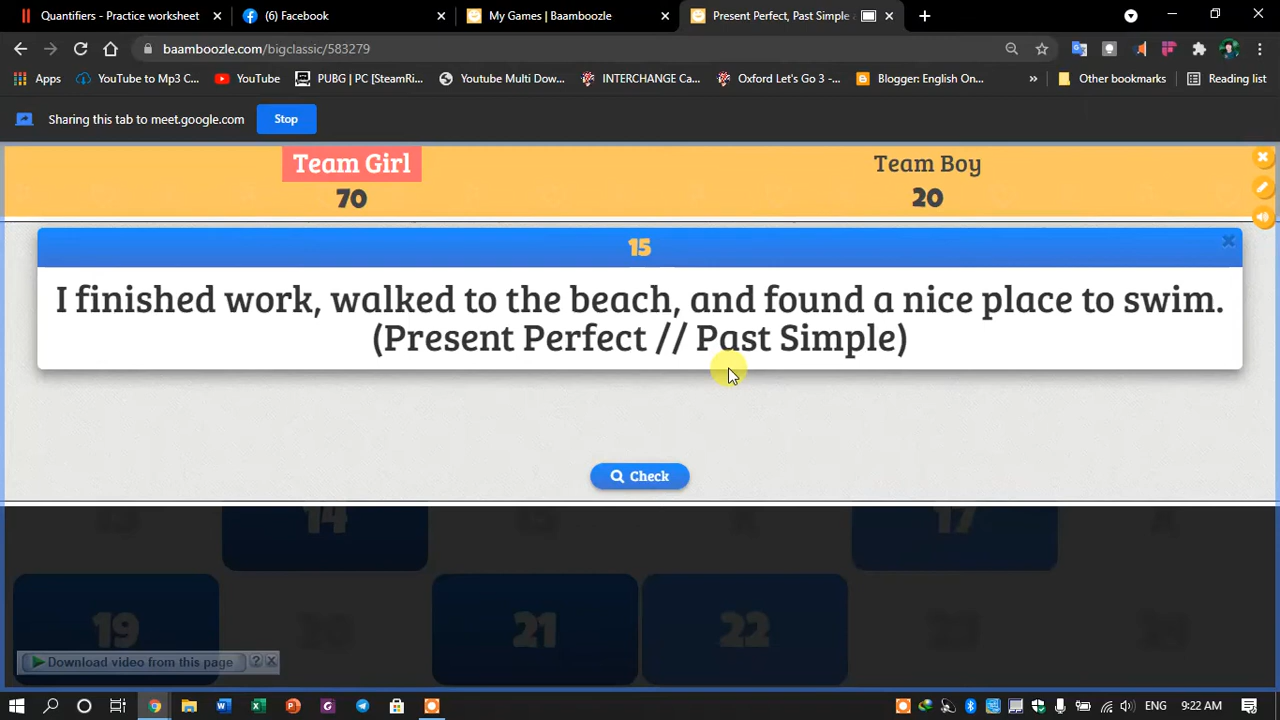 Quantifiers - Practice worksheet
(6) Facebook
My Games | Baamboozle
Present Perfect, Past Simple
baamboozle.com/bigclassic/583279
Apps
YouTube to Mp3 C...
YouTube
PUBG | PC [SteamRi...
Youtube Multi Dow...
INTERCHANGE Ca...
Oxford Let's Go 3 -...
Blogger: English On...
»
Other bookmarks
Reading list
Sharing this tab to meet.google.com
Stop
Team Girl
70
Team Boy
20
15
I finished work, walked to the beach, and found a nice place to swim.
(Present Perfect // Past Simple)
Check
14
17
19
20
21
22
Download video from this page
?
ENG
9:22 AM